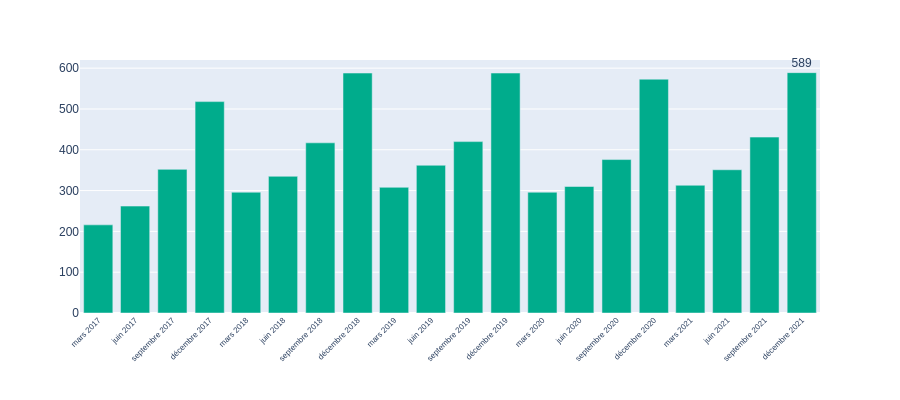 589
600
500
400
300
200
100
0
mars 2017
juin 2017
septembre 2017
décembre 2017
mars 2018
juin 2018
septembre 2018
décembre 2018
mars 2019
juin 2019
septembre 2019
décembre 2019
mars 2020
juin 2020
septembre 2020
décembre 2020
mars 2021
juin 2021
septembre 2021
décembre 2021